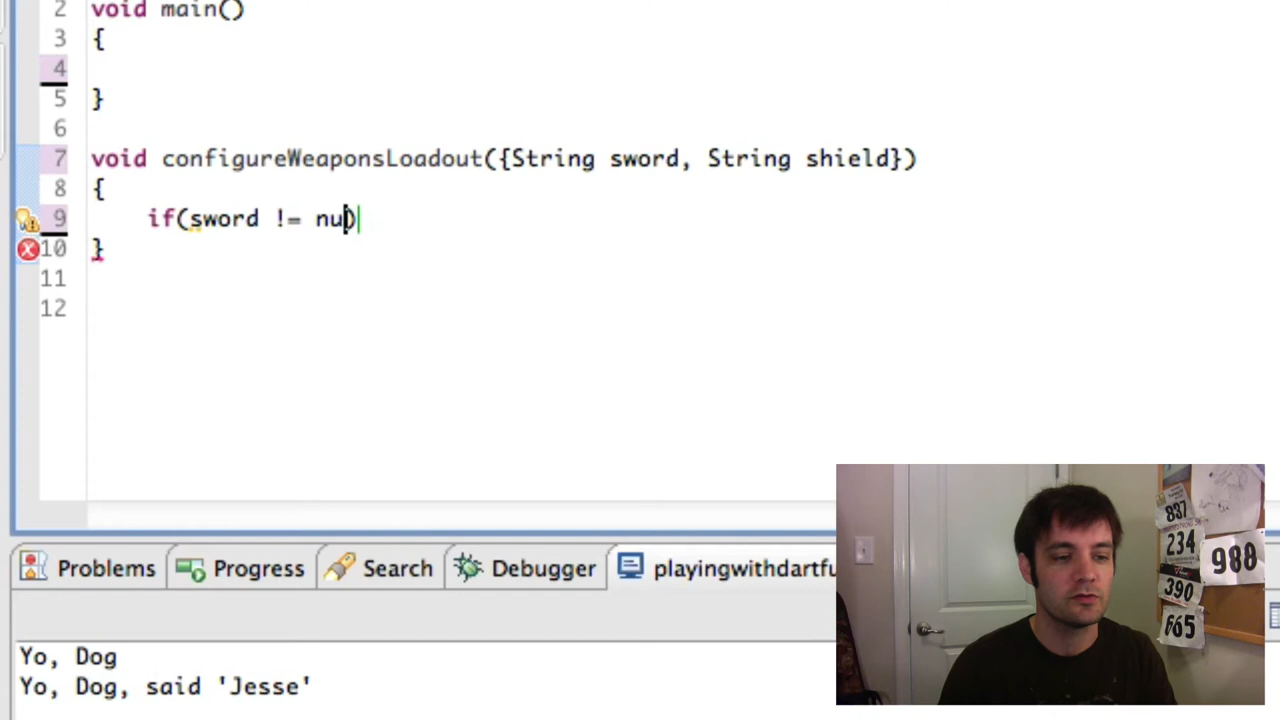 2 void main()
3 {
4
5 }
6
7 void configureWeaponsLoadout({String sword, String shield})
8 {
9 if(sword != nu)
10 }
11
12
Problems Progress Search Debugger playingwithdartfu
Yo, Dog
Yo, Dog, said 'Jesse'
837
234
988
390
665